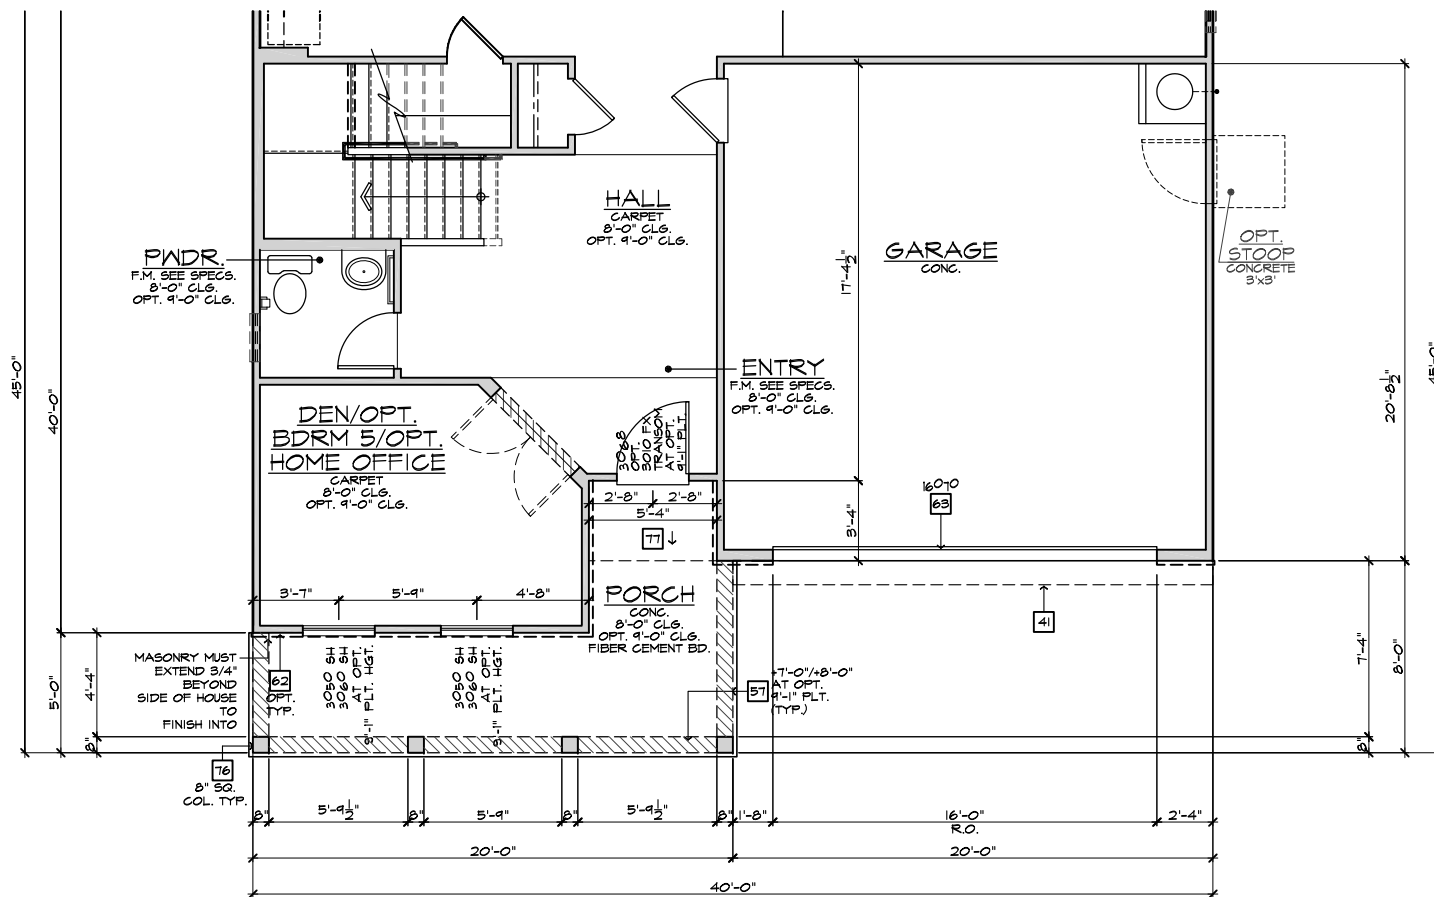 HALL
CARPET
8'-0" CLG.
OPT. 9'-0" CLG.
PWDR.
F.M. SEE SPECS.
8'-0" CLG.
OPT. 9'-0" CLG.
GARAGE
CONC.
17'-4½"
OPT.
STOOP
CONCRETE
3'x3'
45'-0"
40'-0"
ENTRY
F.M. SEE SPECS.
8'-0" CLG.
OPT. 9'-0" CLG.
20'-8½"
45'-0"
DEN/OPT.
BDRM 5/OPT.
HOME OFFICE
CARPET
8'-0" CLG.
OPT. 9'-0" CLG.
3068
OPT.
3010 FX
TRANSOM
AT OPT.
9'-1" PLT.
2'-8"
2'-8"
5'-4"
77
3'-4"
16070
63
3'-7"
5'-9"
4'-8"
PORCH
CONC.
8'-0" CLG.
OPT. 9'-0" CLG.
FIBER CEMENT BD.
41
MASONRY MUST
EXTEND 3/4"
BEYOND
SIDE OF HOUSE
TO
FINISH INTO
62
OPT.
TYP.
3050 SH
3060 SH
AT OPT.
9'-1" PLT. HGT.
3050 SH
3060 SH
AT OPT.
9'-1" PLT. HGT.
57
+7'-0"/+8'-0"
AT OPT.
9'-1" PLT.
(TYP.)
5'-0"
4'-4"
8"
7'-4"
8'-0"
8"
76
8" SQ.
COL. TYP.
8"
5'-9½"
8"
5'-9"
8"
5'-9½"
8"
1'-8"
16'-0"
R.O.
2'-4"
20'-0"
20'-0"
40'-0"